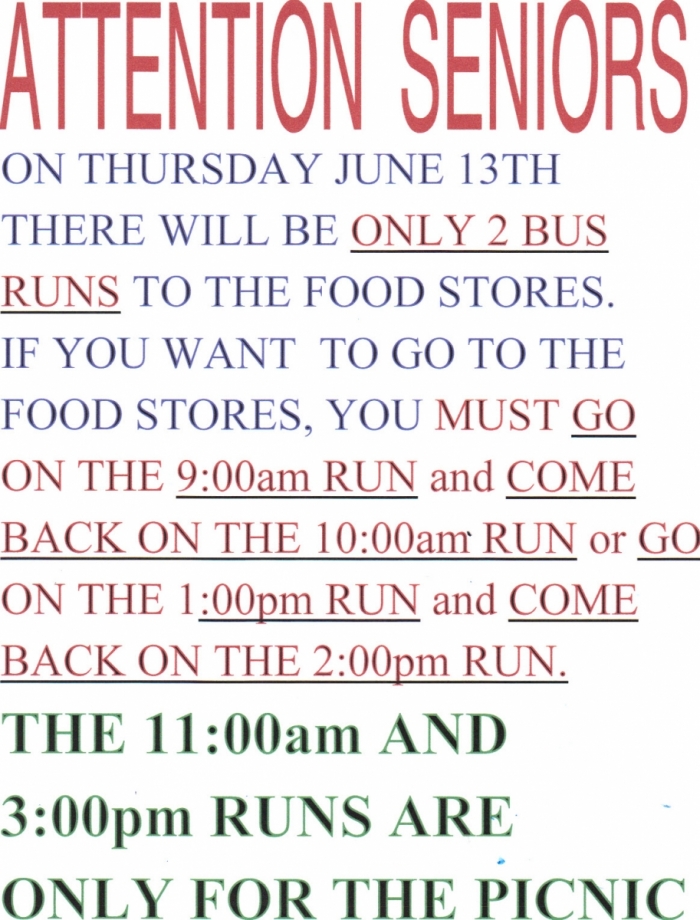 ATTENTION SENIORS
ON THURSDAY JUNE 13TH
THERE WILL BE ONLY 2 BUS
RUNS TO THE FOOD STORES.
IF YOU WANT TO GO TO THE
FOOD STORES, YOU MUST GO
ON THE 9:00am RUN and COME
BACK ON THE 10:00am RUN or GO
ON THE 1:00pm RUN and COME
BACK ON THE 2:00pm RUN.
THE 11:00am AND
3:00pm RUNS ARE
ONLY FOR THE PICNIC